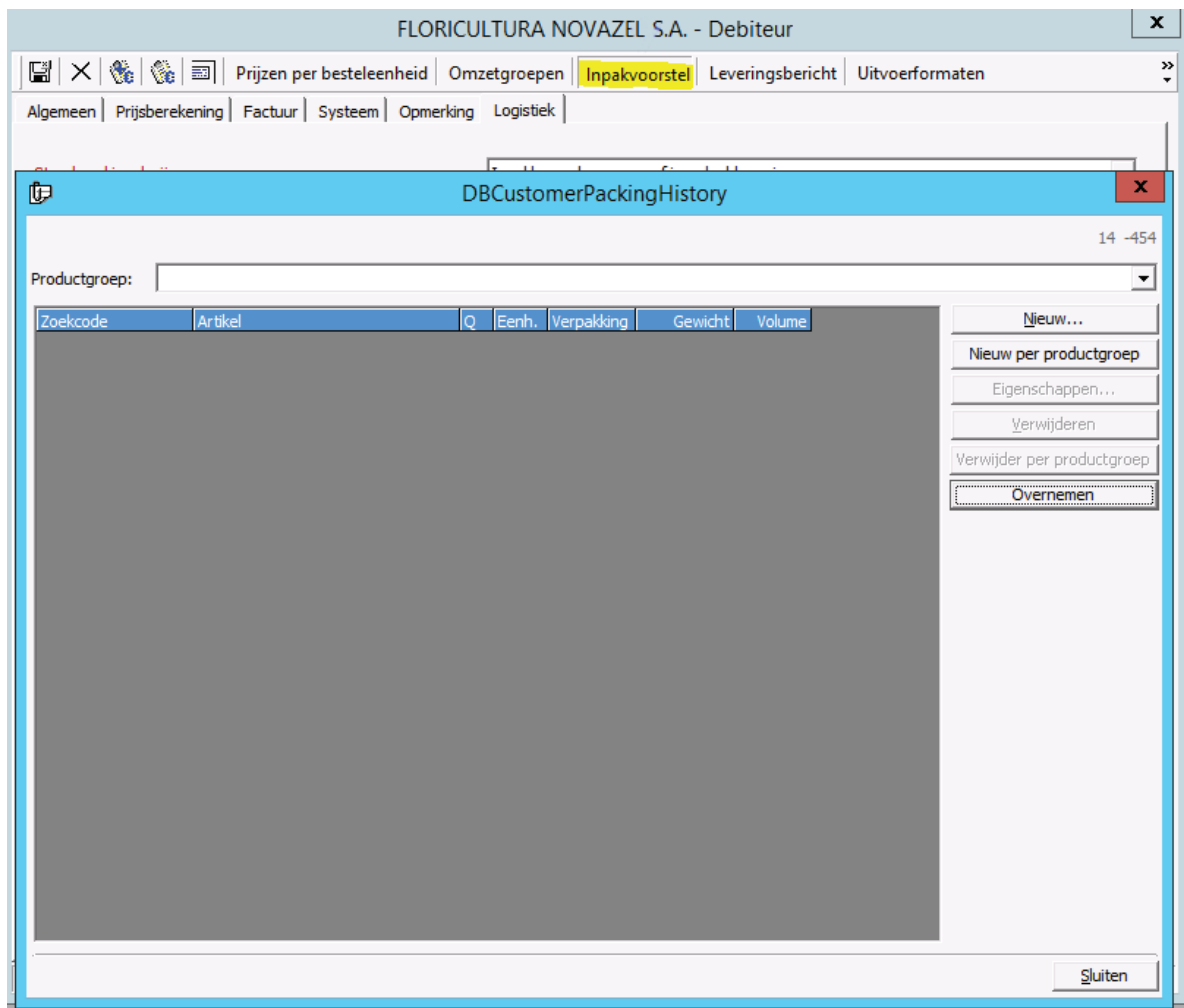 FLORICULTURA NOVAZEL S.A. - Debiteur
x
Prijzen per besteleenheid Omzetgroepen Inpakvoorstel Leveringsbericht Uitvoerformaten »
Algemeen Prijsberekening Factuur Systeem Opmerking Logistiek
DBCustomerPackingHistory
x
14 -454
Productgroep:
Zoekcode Artikel Q Eenh. Verpakking Gewicht Volume
Nieuw...
Nieuw per productgroep
Eigenschappen...
Verwijderen
Verwijder per productgroep
Overnemen
Sluiten